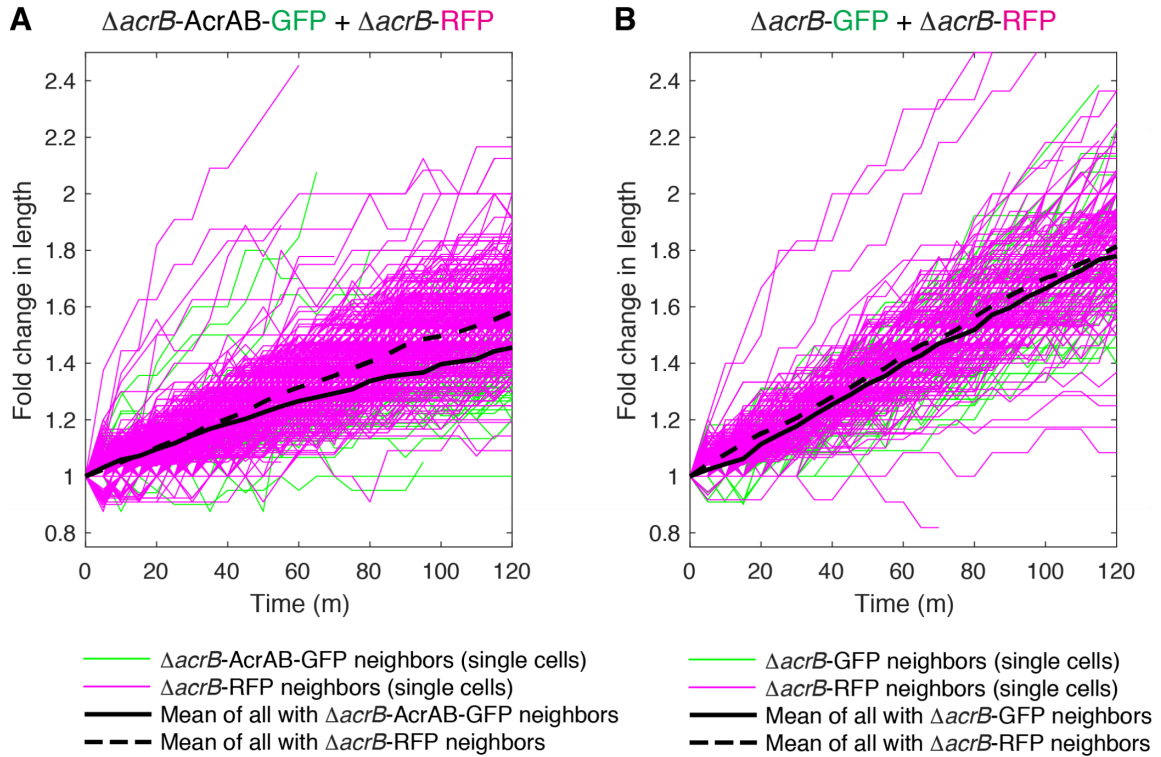 A ΔacrB-AcrAB-GFP + ΔacrB-RFP
2.4
2.2
2
1.8
1.6
1.4
1.2
1
0.8
Fold change in length
0 20 40 60 80 100 120
Time (m)
ΔacrB-AcrAB-GFP neighbors (single cells)
ΔacrB-RFP neighbors (single cells)
Mean of all with ΔacrB-AcrAB-GFP neighbors
Mean of all with ΔacrB-RFP neighbors
B ΔacrB-GFP + ΔacrB-RFP
2.4
2.2
2
1.8
1.6
1.4
1.2
1
0.8
Fold change in length
0 20 40 60 80 100 120
Time (m)
ΔacrB-GFP neighbors (single cells)
ΔacrB-RFP neighbors (single cells)
Mean of all with ΔacrB-GFP neighbors
Mean of all with ΔacrB-RFP neighbors